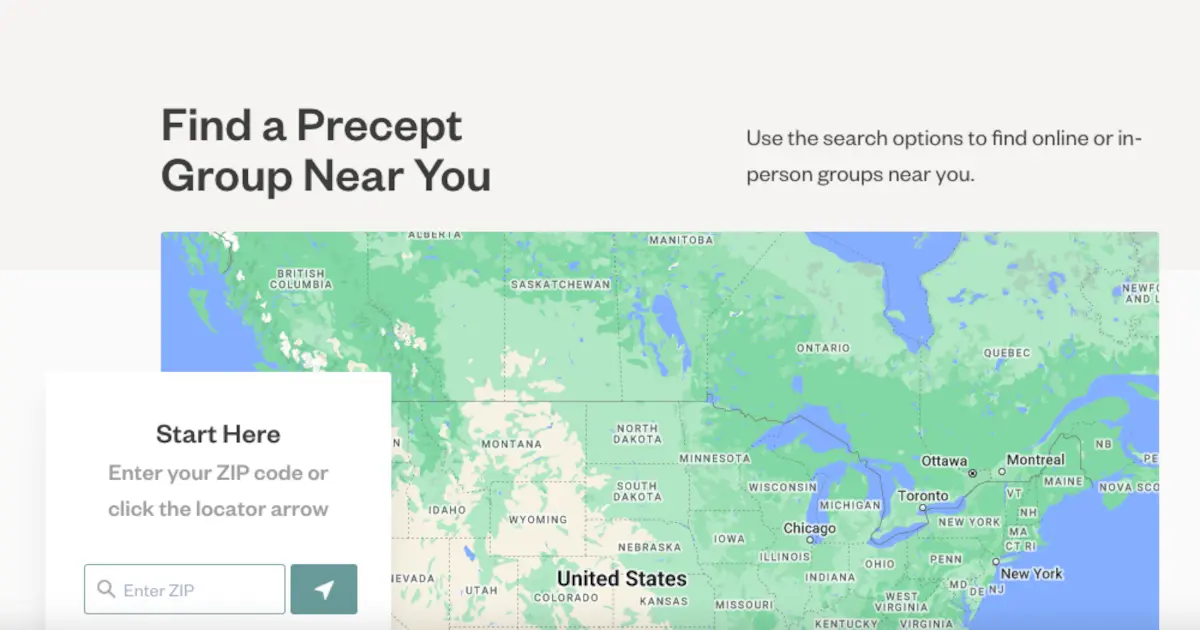 Find a Precept
Group Near You
Use the search options to find online or in-
person groups near you.
ALBERTA
MANITOBA
BRITISH
COLUMBIA
SASKATCHEWAN
NEWFO
AND L
ONTARIO
QUEBEC
Start Here
Enter your ZIP code or
click the locator arrow
Enter ZIP
N
MONTANA
NORTH
DAKOTA
MINNESOTA
Ottawa
Montreal
NB
PE
MAINE
NOVA SCO
SOUTH
DAKOTA
WISCONSIN
MICHIGAN
Toronto
VT
NH
IDAHO
WYOMING
Chicago
NEW YORK
MA
CT RI
NEBRASKA
IOWA
ILLINOIS
INDIANA
OHIO
PENN
New York
NEVADA
UTAH
United States
COLORADO
KANSAS
MISSOURI
WEST
VIRGINIA
MD
DE
NJ
KENTUCKY
VIRGINIA